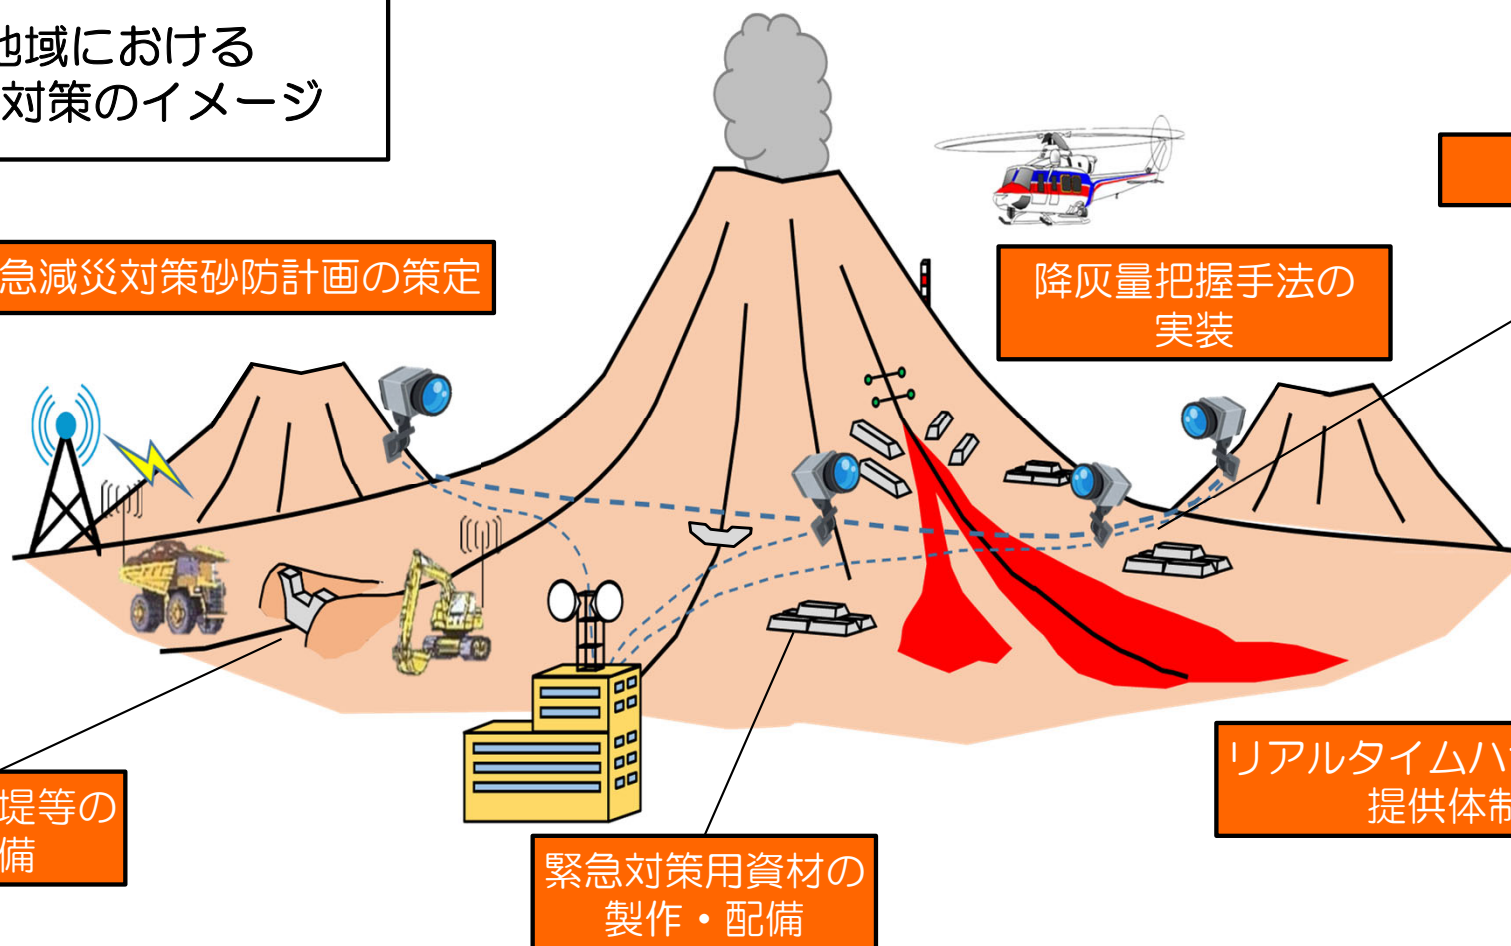 地域における
対策のイメージ
急減災対策砂防計画の策定
降灰量把握手法の
実装
リアルタイムハ
提供体制
堤等の
備
緊急対策用資材の
製作・配備